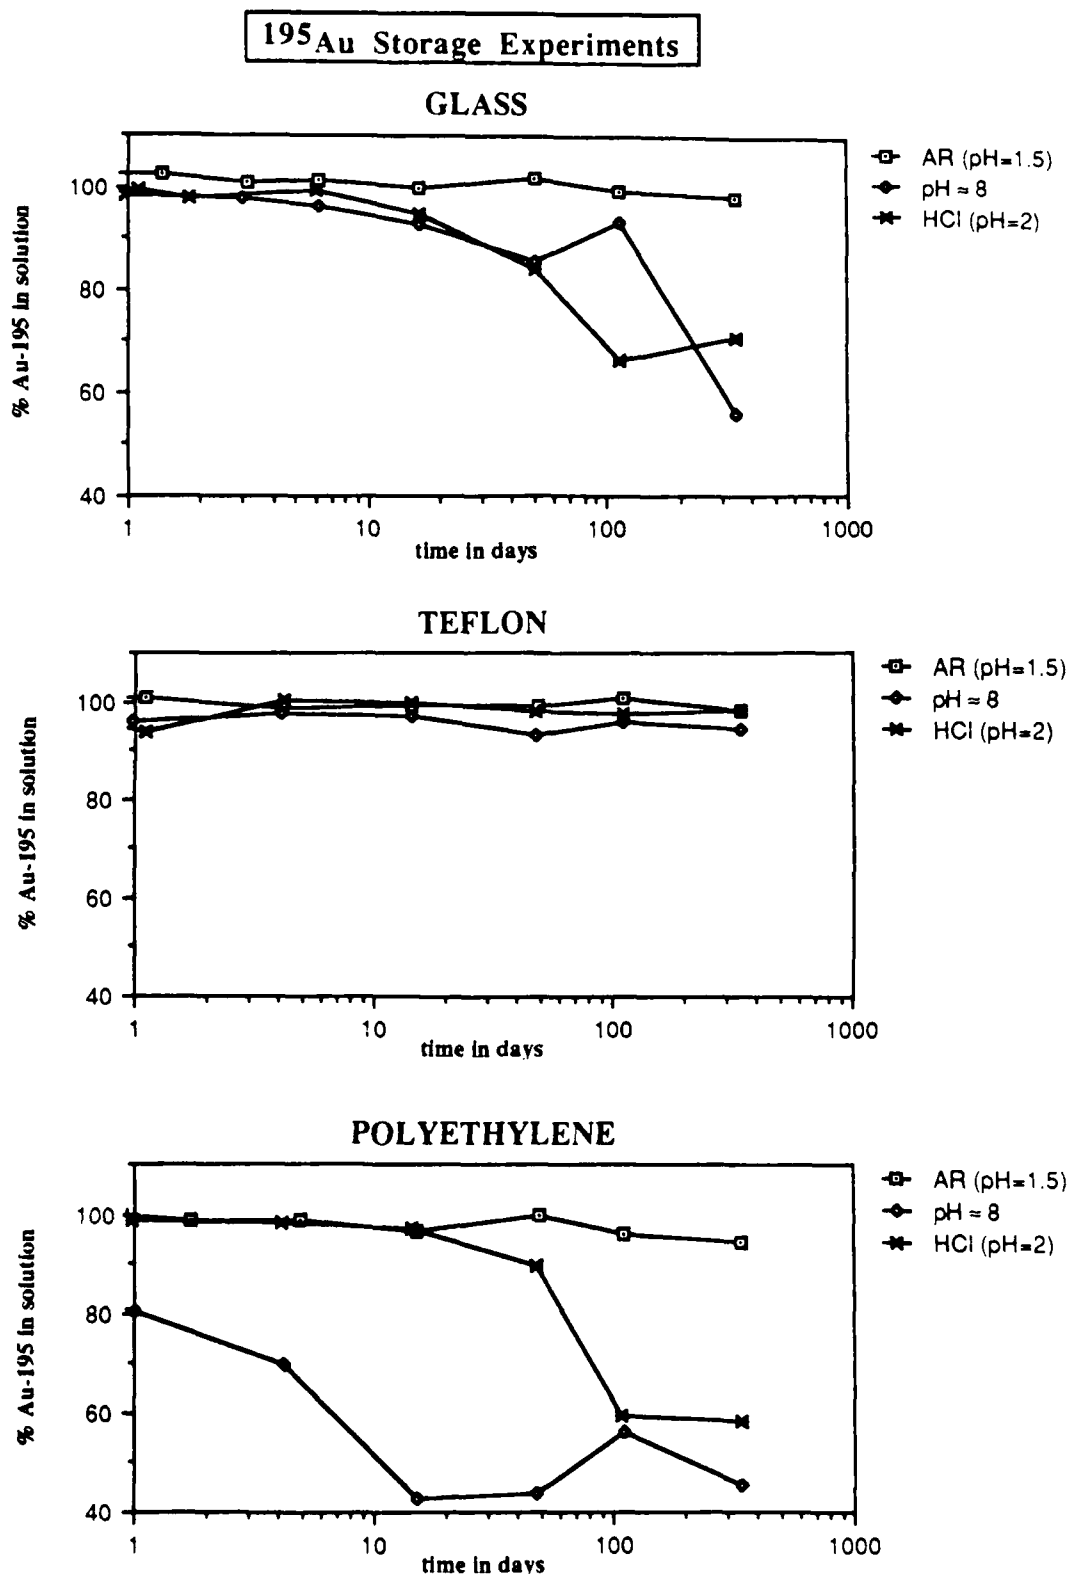 195Au Storage Experiments
GLASS
% Au-195 in solution
100
80
60
40
1 10 100 1000
time in days
AR (pH=1.5)
pH ≈ 8
HCl (pH=2)
TEFLON
% Au-195 in solution
100
80
60
40
1 10 100 1000
time in days
AR (pH=1.5)
pH ≈ 8
HCl (pH=2)
POLYETHYLENE
% Au-195 in solution
100
80
60
40
1 10 100 1000
time in days
AR (pH=1.5)
pH ≈ 8
HCl (pH=2)